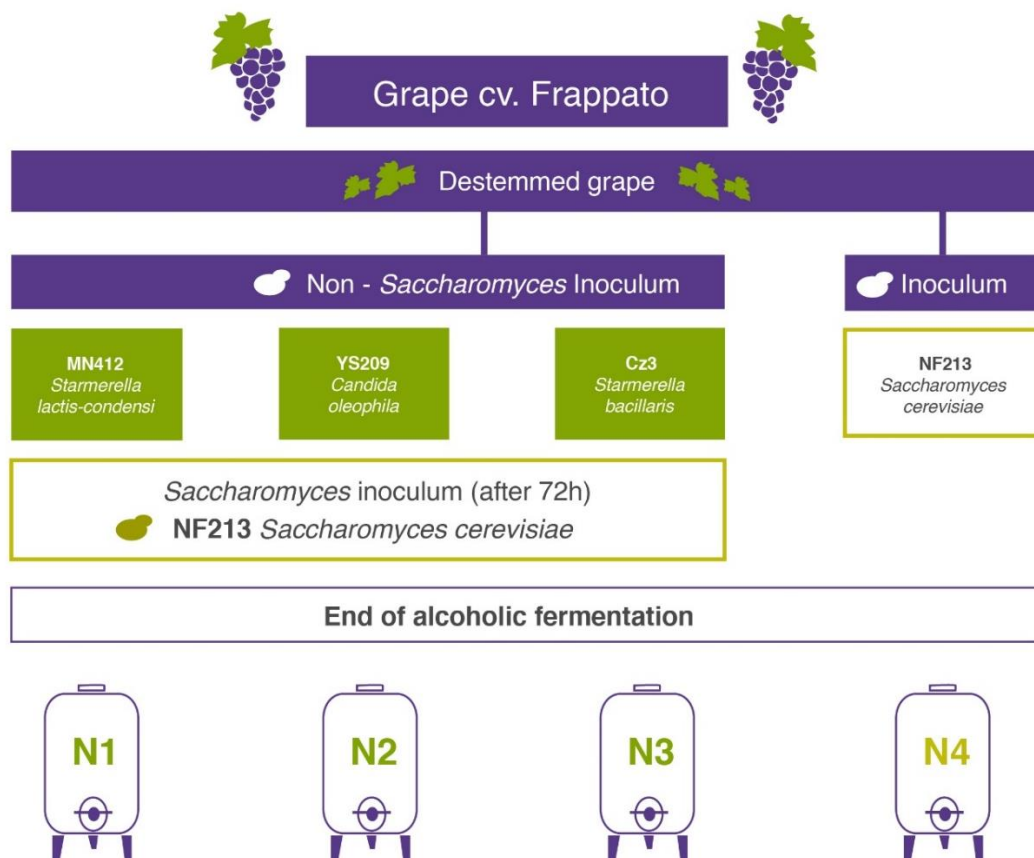 Grape cv. Frappato
Destemmed grape
Non - Saccharomyces Inoculum
Inoculum
MN412
Starmerella
lactis-condensi
YS209
Candida
oleophila
Cz3
Starmerella
bacillaris
NF213
Saccharomyces
cerevisiae
Saccharomyces inoculum (after 72h)
NF213 Saccharomyces cerevisiae
End of alcoholic fermentation
N1
N2
N3
N4